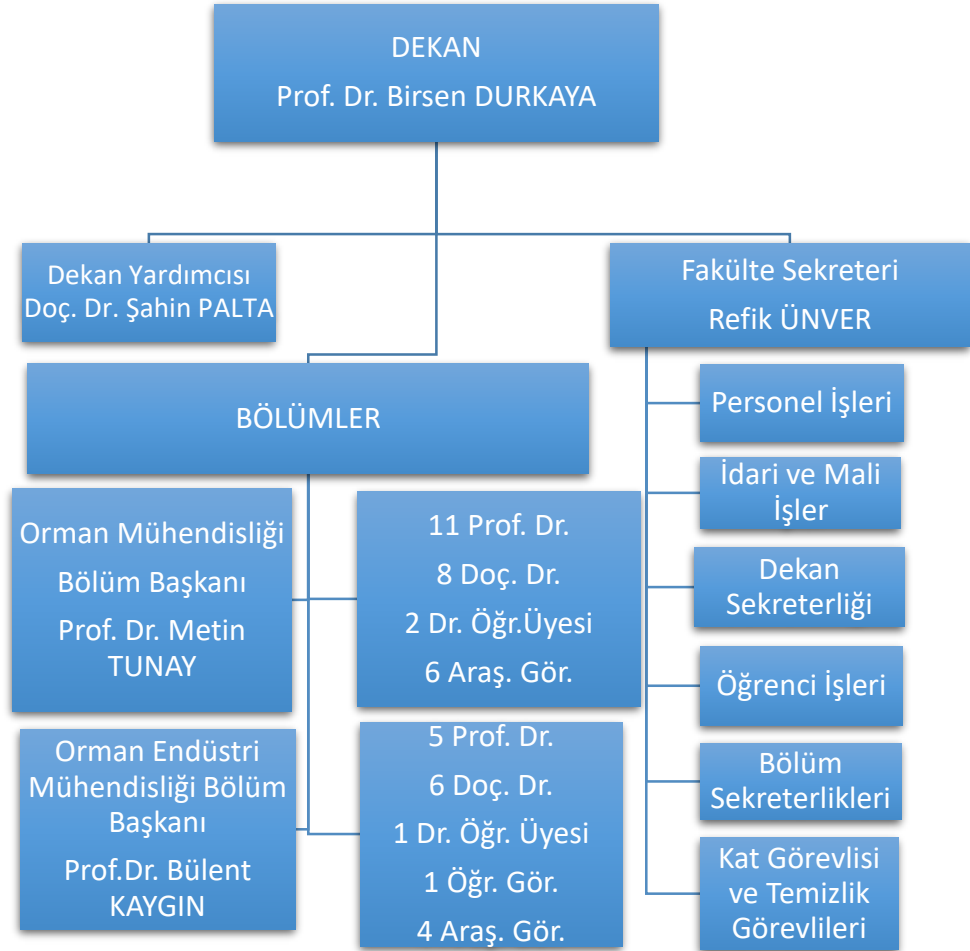 DEKAN
Prof. Dr. Birsen DURKAYA
Dekan Yardımcısı
Doç. Dr. Şahin PALTA
Fakülte Sekreteri
Refik ÜNVER
BÖLÜMLER
Orman Mühendisliği
Bölüm Başkanı
Prof. Dr. Metin
TUNAY
11 Prof. Dr.
8 Doç. Dr.
2 Dr. Öğr.Üyesi
6 Araş. Gör.
Orman Endüstri
Mühendisliği Bölüm
Başkanı
Prof.Dr. Bülent
KAYGIN
5 Prof. Dr.
6 Doç. Dr.
1 Dr. Öğr. Üyesi
1 Öğr. Gör.
4 Araş. Gör.
Personel İşleri
İdari ve Mali
İşler
Dekan
Sekreterliği
Öğrenci İşleri
Bölüm
Sekreterlikleri
Kat Görevlisi
ve Temizlik
Görevlileri